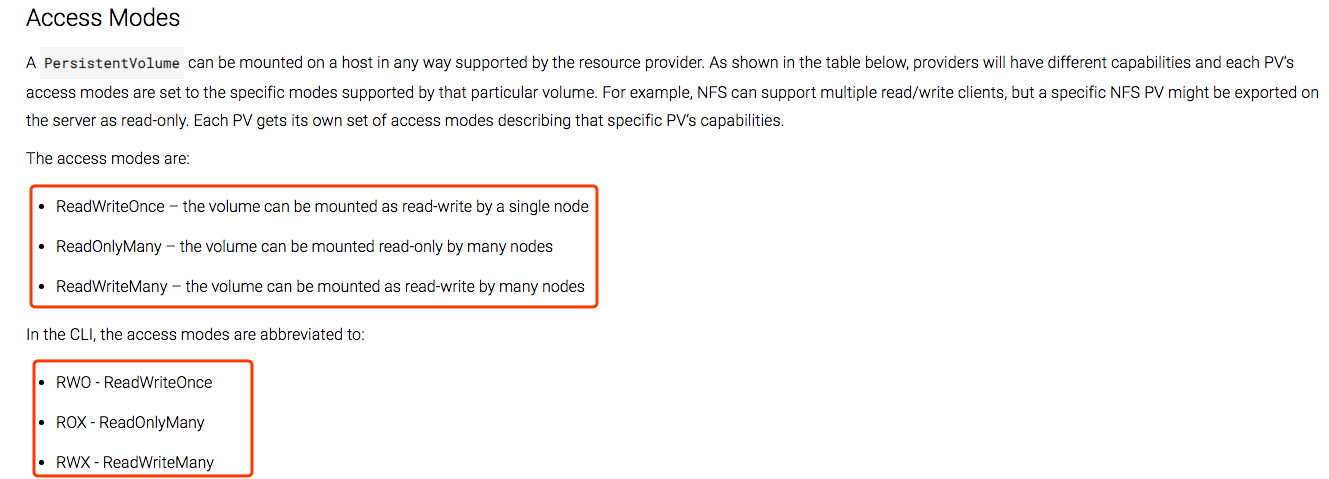 Access Modes
A PersistentVolume can be mounted on a host in any way supported by the resource provider. As shown in the table below, providers will have different capabilities and each PV's
access modes are set to the specific modes supported by that particular volume. For example, NFS can support multiple read/write clients, but a specific NFS PV might be exported on
the server as read-only. Each PV gets its own set of access modes describing that specific PV's capabilities.
The access modes are:
• ReadWriteOnce – the volume can be mounted as read-write by a single node
• ReadOnlyMany – the volume can be mounted read-only by many nodes
• ReadWriteMany – the volume can be mounted as read-write by many nodes
In the CLI, the access modes are abbreviated to:
• RWO - ReadWriteOnce
• ROX - ReadOnlyMany
• RWX - ReadWriteMany